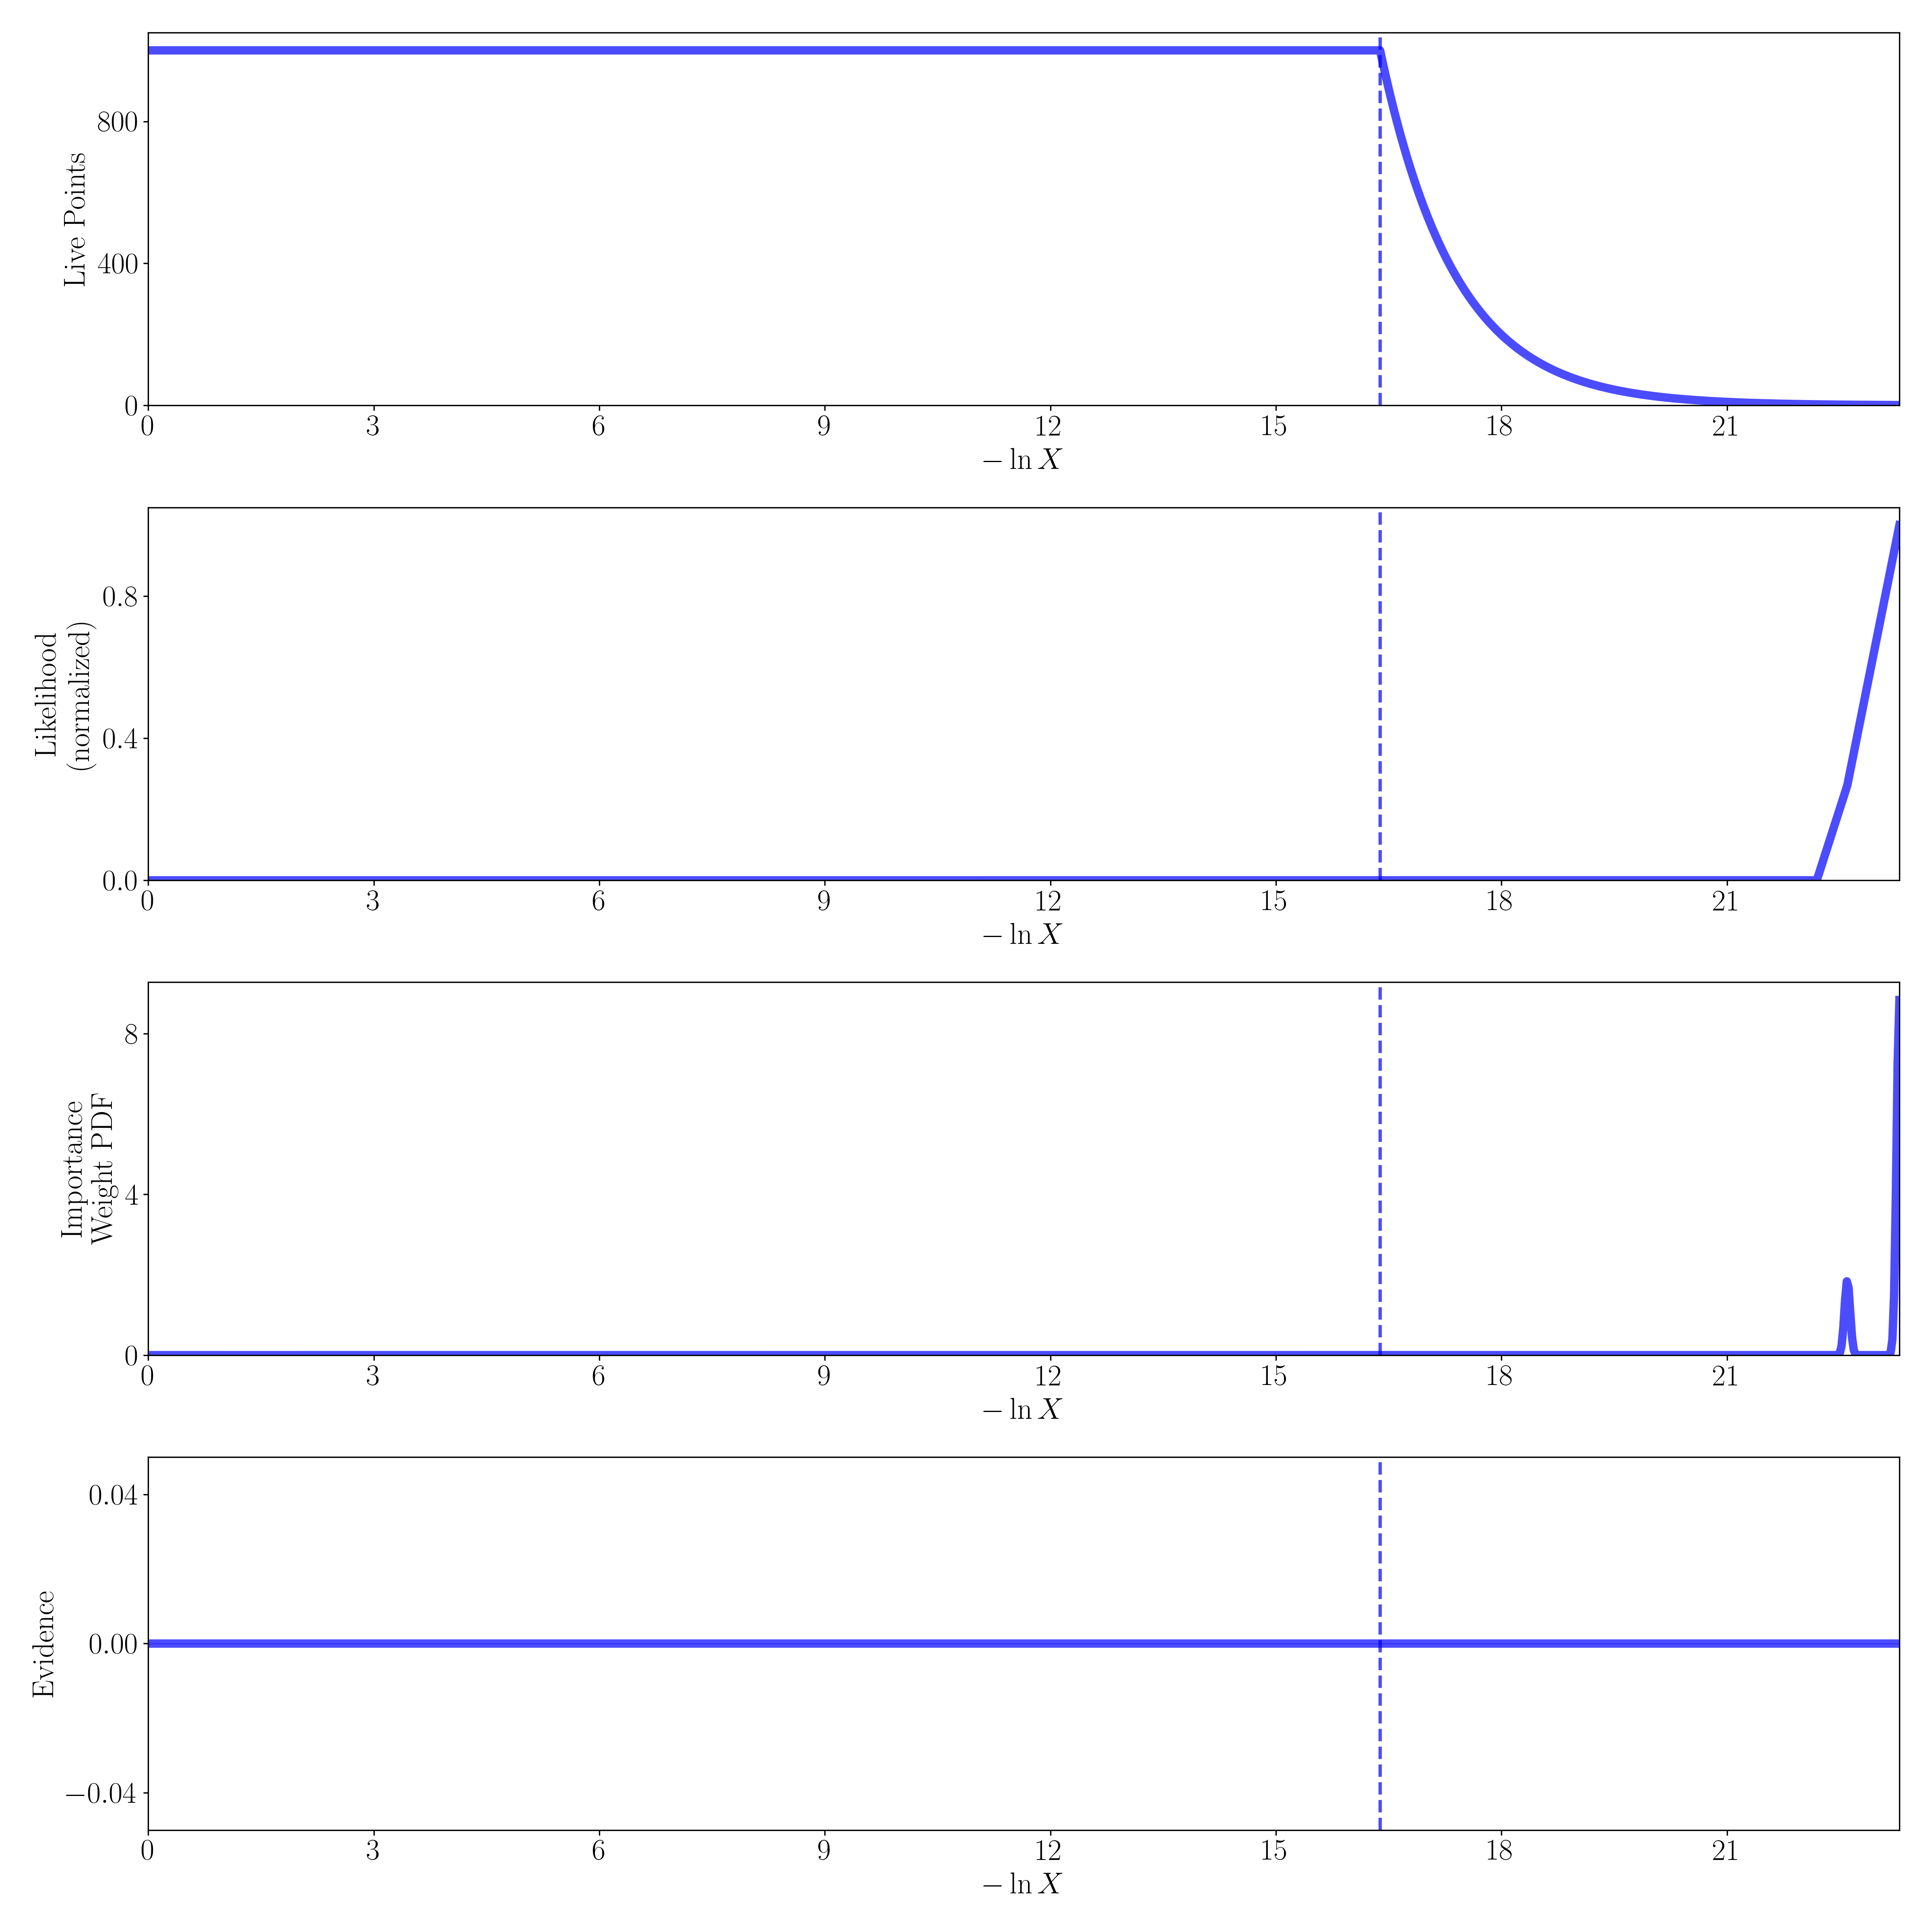 800
400
0
Live Points
0 3 6 9 12 15 18 21
− ln X
0.8
0.4
0.0
Likelihood
(normalized)
0 3 6 9 12 15 18 21
− ln X
8
4
0
Importance
Weight PDF
0 3 6 9 12 15 18 21
− ln X
0.04
0.00
−0.04
Evidence
0 3 6 9 12 15 18 21
− ln X